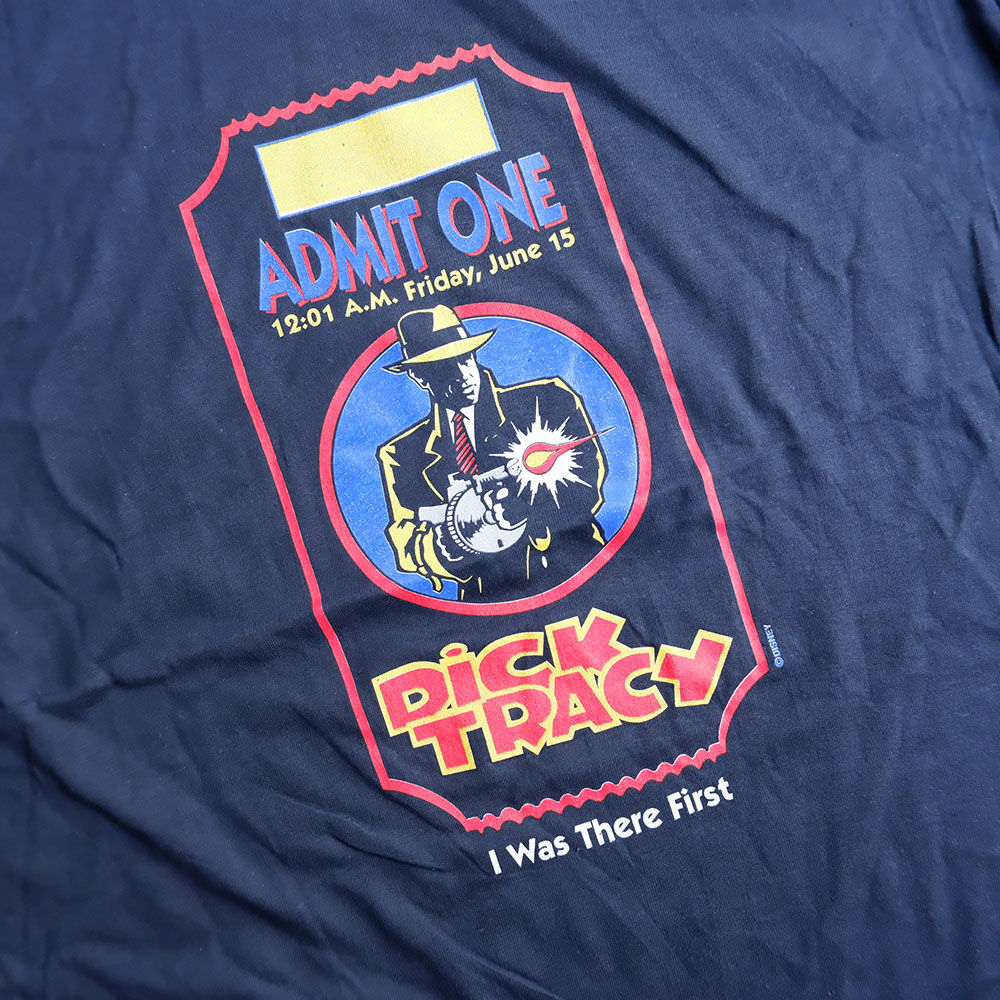 ADMIT ONE
12:01 A.M. Friday, June 15
DiCK
TRACY
© DISNEY
I Was There First